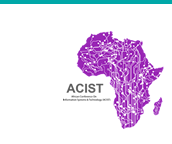 ACIST
African Conference On
Information Systems & Technology (ACIST)